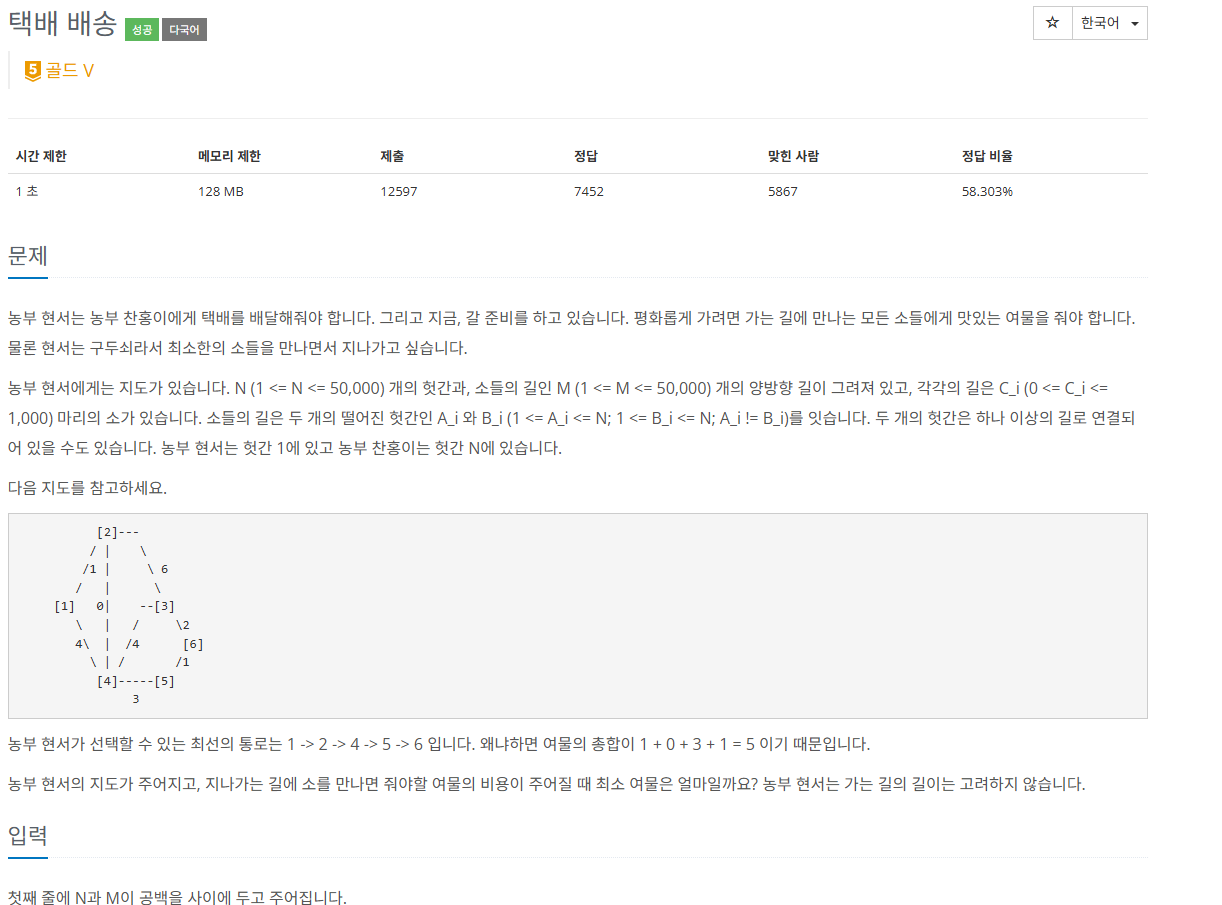 택배 배송 성공 다국어
☆ 한국어
5 골드 V
시간 제한 메모리 제한 제출 정답 맞힌 사람 정답 비율
1 초 128 MB 12597 7452 5867 58.303%
문제
농부 현서는 농부 찬홍이에게 택배를 배달해줘야 합니다. 그리고 지금, 갈 준비를 하고 있습니다. 평화롭게 가려면 가는 길에 만나는 모든 소들에게 맛있는 여물을 줘야 합니다.
물론 현서는 구두쇠라서 최소한의 소들을 만나면서 지나가고 싶습니다.
농부 현서에게는 지도가 있습니다. N (1 <= N <= 50,000) 개의 헛간과, 소들의 길인 M (1 <= M <= 50,000) 개의 양방향 길이 그려져 있고, 각각의 길은 C_i (0 <= C_i <=
1,000) 마리의 소가 있습니다. 소들의 길은 두 개의 떨어진 헛간인 A_i 와 B_i (1 <= A_i <= N; 1 <= B_i <= N; A_i != B_i)를 잇습니다. 두 개의 헛간은 하나 이상의 길로 연결되
어 있을 수도 있습니다. 농부 현서는 헛간 1에 있고 농부 찬홍이는 헛간 N에 있습니다.
다음 지도를 참고하세요.
[2]---
/ | \
/1 | \ 6
/ | \
[1] 0| --[3]
\ | / \2
4\ | /4 [6]
\ | / /1
[4]-----[5]
3
농부 현서가 선택할 수 있는 최선의 통로는 1 -> 2 -> 4 -> 5 -> 6 입니다. 왜냐하면 여물의 총합이 1 + 0 + 3 + 1 = 5 이기 때문입니다.
농부 현서의 지도가 주어지고, 지나가는 길에 소를 만나면 줘야할 여물의 비용이 주어질 때 최소 여물은 얼마일까요? 농부 현서는 가는 길의 길이는 고려하지 않습니다.
입력
첫째 줄에 N과 M이 공백을 사이에 두고 주어집니다.